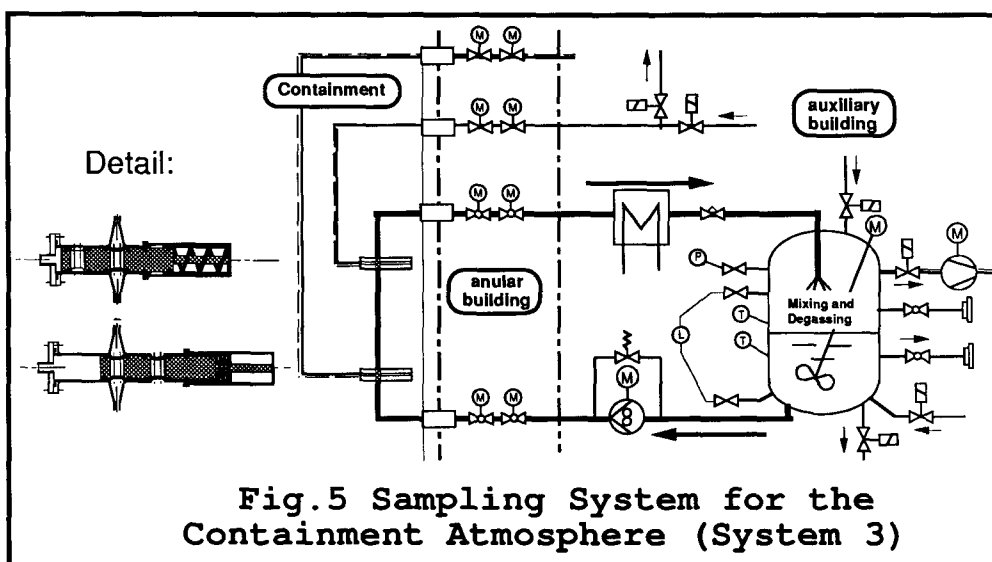 M
M
Containment
auxiliary
building
M
M
Detail:
M
M
M
M
M
P
anular
building
Mixing and
Degassing
T
L
T
M
M
M
Fig.5 Sampling System for the
Containment Atmosphere (System 3)